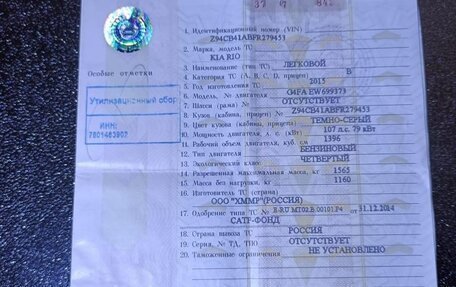 1. Идентификационный номер (VIN)
Z94CB41ABFR279453
2. Марка, модель ТС
KIA RIO
3. Наименование (тип ТС) ЛЕГКОВОЙ
4. Категория ТС (A, B, C, D, прицеп) B
5. Год изготовления ТС 2015
6. Модель, № двигателя G4FA EW699373
7. Шасси (рама) № ОТСУТСТВУЕТ
8. Кузов (кабина, прицеп) № Z94CB41ABFR279453
9. Цвет кузова (кабины, прицепа) ТЕМНО-СЕРЫЙ
10. Мощность двигателя, л. с. (кВт) 107 л.с. 79 кВт
11. Рабочий объем двигателя, куб. см 1396
12. Тип двигателя БЕНЗИНОВЫЙ
13. Экологический класс ЧЕТВЕРТЫЙ
14. Разрешенная максимальная масса, кг 1565
15. Масса без нагрузки, кг 1160
16. Изготовитель ТС (страна)
ООО "ХММР"(РОССИЯ)
17. Одобрение типа ТС № E-RU.MT02.B.00101.P4 от 31.12.2014
САТР-ФОНД
18. Страна вывоза ТС РОССИЯ
19. Серия, № ТД, ТПО ОТСУТСТВУЕТ
20. Таможенные ограничения НЕ УСТАНОВЛЕНО
Особые отметки
Утилизационный сбор
ИНН:
7801463902